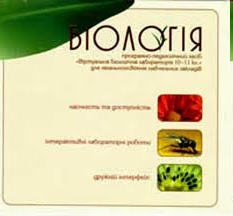 БІОЛОГІЯ
програмно-педагогічний засіб
«Віртуальна біологічна лабораторія 10-11 кл.»
для загальноосвітніх навчальних закладів
наочність та доступність
інтерактивні лабораторні роботи
дружній інтерфейс